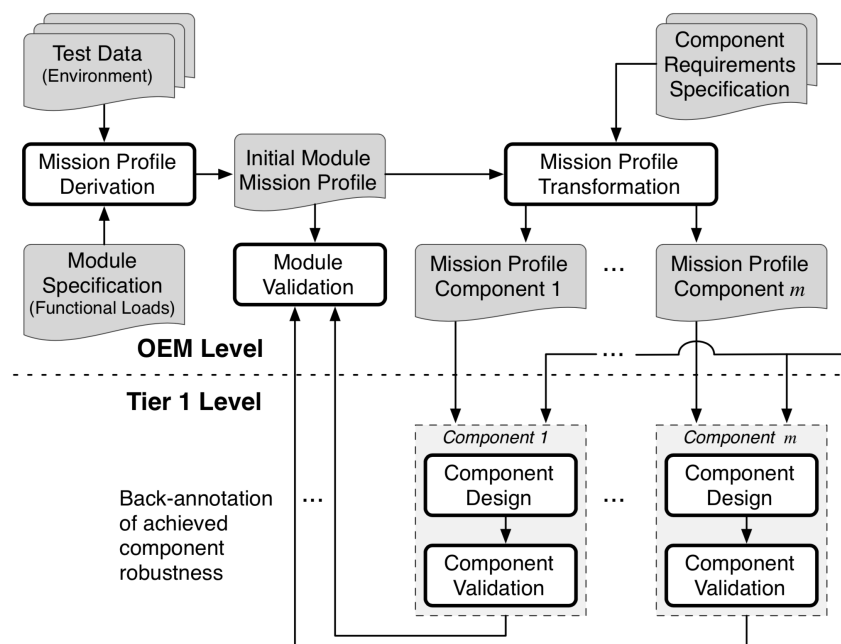 Test Data
(Environment)
Component
Requirements
Specification
Mission Profile
Derivation
Initial Module
Mission Profile
Mission Profile
Transformation
Module
Specification
(Functional Loads)
Module
Validation
Mission Profile
Component 1
...
Mission Profile
Component m
OEM Level
...
Tier 1 Level
Component 1
Component m
Back-annotation
of achieved
component
robustness
...
Component
Design
...
Component
Design
Component
Validation
Component
Validation